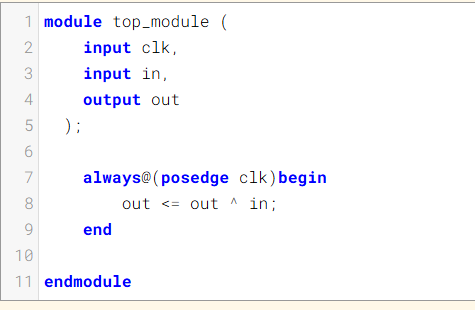 1 module top_module (
2     input clk,
3     input in,
4     output out
5   );
6
7     always@(posedge clk)begin
8         out <= out ^ in;
9     end
10
11 endmodule